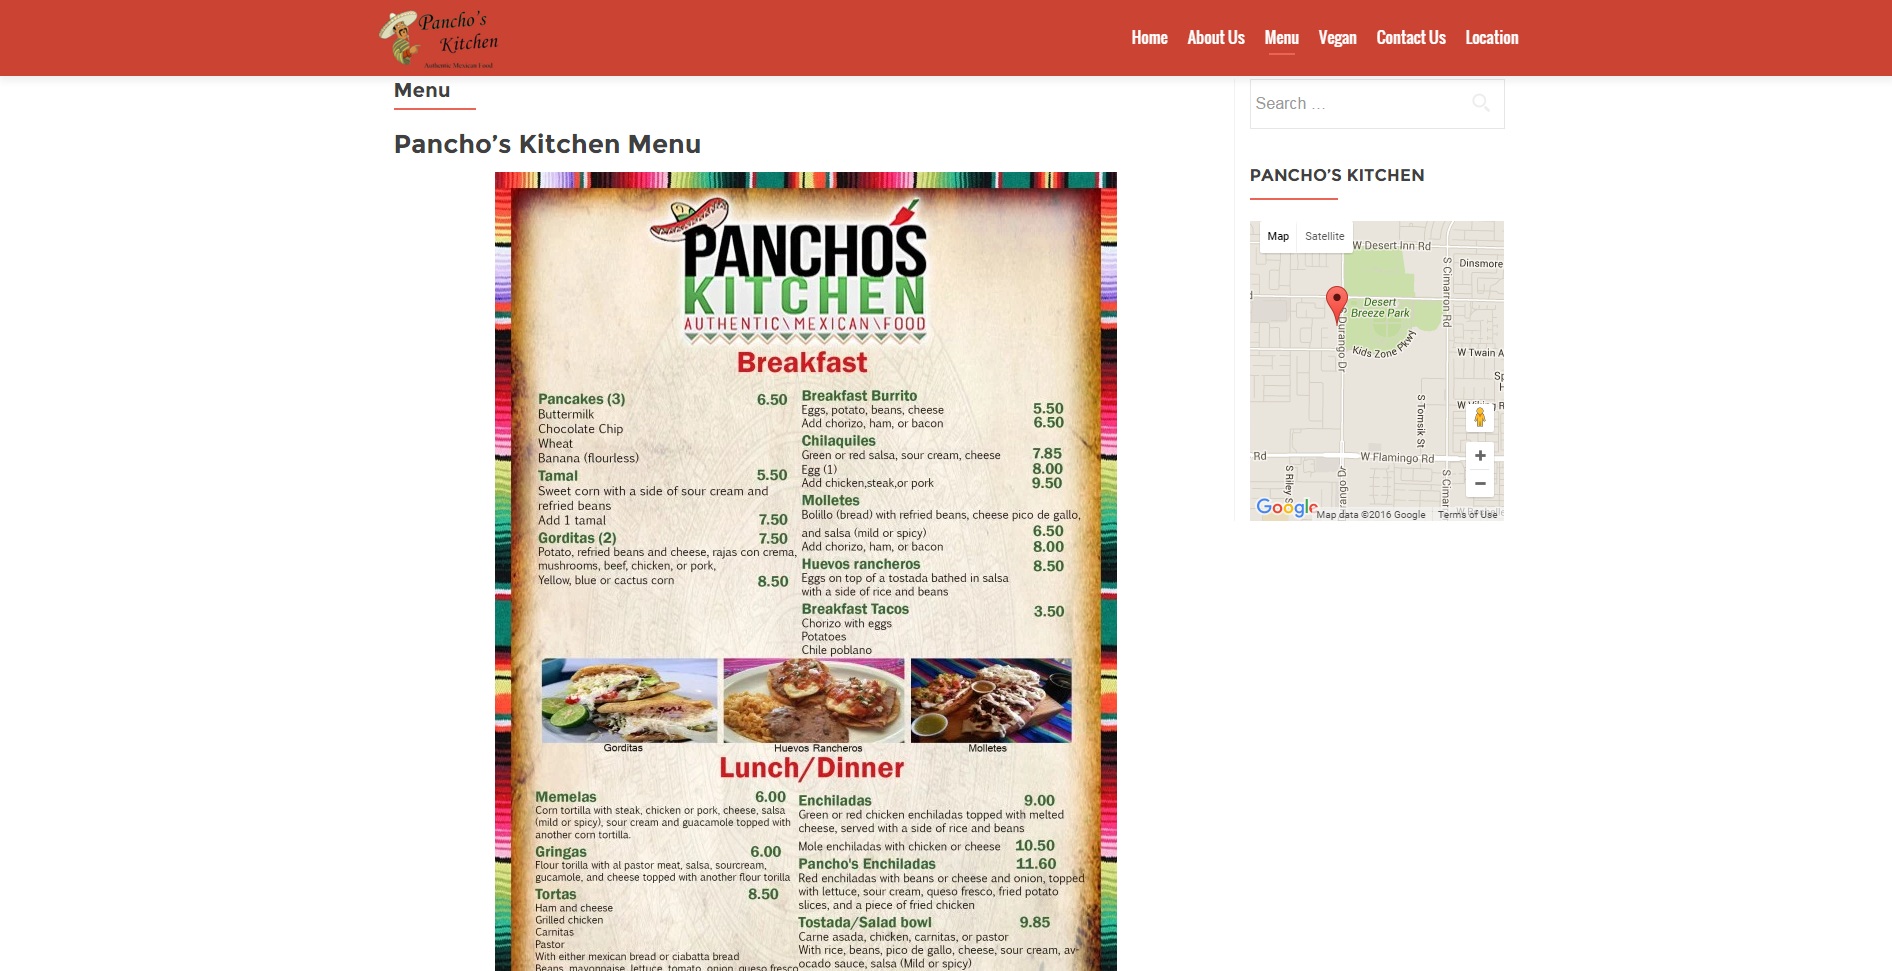 Pancho's
Kitchen
Authentic Mexican Food
Home
About Us
Menu
Vegan
Contact Us
Location
Menu
Pancho's Kitchen Menu
PANCHO'S
KITCHEN
AUTHENTIC\MEXICAN\FOOD
Breakfast
Pancakes (3) 6.50
Buttermilk
Chocolate Chip
Wheat
Banana (flourless)
Tamal 5.50
Sweet corn with a side of sour cream and
refried beans
Add 1 tamal 7.50
Gorditas (2) 7.50
Potato, refried beans and cheese, rajas con crema,
mushrooms, beef, chicken, or pork,
Yellow, blue or cactus corn 8.50
Breakfast Burrito
Eggs, potato, beans, cheese 5.50
Add chorizo, ham, or bacon 6.50
Chilaquiles
Green or red salsa, sour cream, cheese 7.85
Egg (1) 8.00
Add chicken,steak,or pork 9.50
Molletes
Bolillo (bread) with refried beans, cheese pico de gallo,
and salsa (mild or spicy) 6.50
Add chorizo, ham, or bacon 8.00
Huevos rancheros 8.50
Eggs on top of a tostada bathed in salsa
with a side of rice and beans
Breakfast Tacos 3.50
Chorizo with eggs
Potatoes
Chile poblano
Gorditas
Huevos Rancheros
Molletes
Lunch/Dinner
Memelas 6.00
Corn tortilla with steak, chicken or pork, cheese, salsa
(mild or spicy), sour cream and guacamole topped with
another corn tortilla.
Gringas 6.00
Flour tortilla with al pastor meat, salsa, sourcream,
gucamole, and cheese topped with another flour torilla
Tortas 8.50
Ham and cheese
Grilled chicken
Carnitas
Pastor
With either mexican bread or ciabatta bread
Beans, mayonnaise, lettuce, tomato, onion, queso fresco
Enchiladas 9.00
Green or red chicken enchiladas topped with melted
cheese, served with a side of rice and beans
Mole enchiladas with chicken or cheese 10.50
Pancho's Enchiladas 11.60
Red enchiladas with beans or cheese and onion, topped
with lettuce, sour cream, queso fresco, fried potato
slices, and a piece of fried chicken
Tostada/Salad bowl 9.85
Carne asada, chicken, carnitas, or pastor
With rice, beans, pico de gallo, cheese, sour cream, av-
ocado sauce, salsa (Mild or spicy)
Search ...
PANCHO'S KITCHEN
Map
Satellite
W Desert Inn Rd
S Cimarron Rd
Dinsmore
Desert
Breeze Park
S Durango Dr
Kids Zone Pkwy
W Twain A
S Tomsik St
Rd
W Flamingo Rd
S Riley S
S Cimar
Google
Map data ©2016 Google
Terms of Use